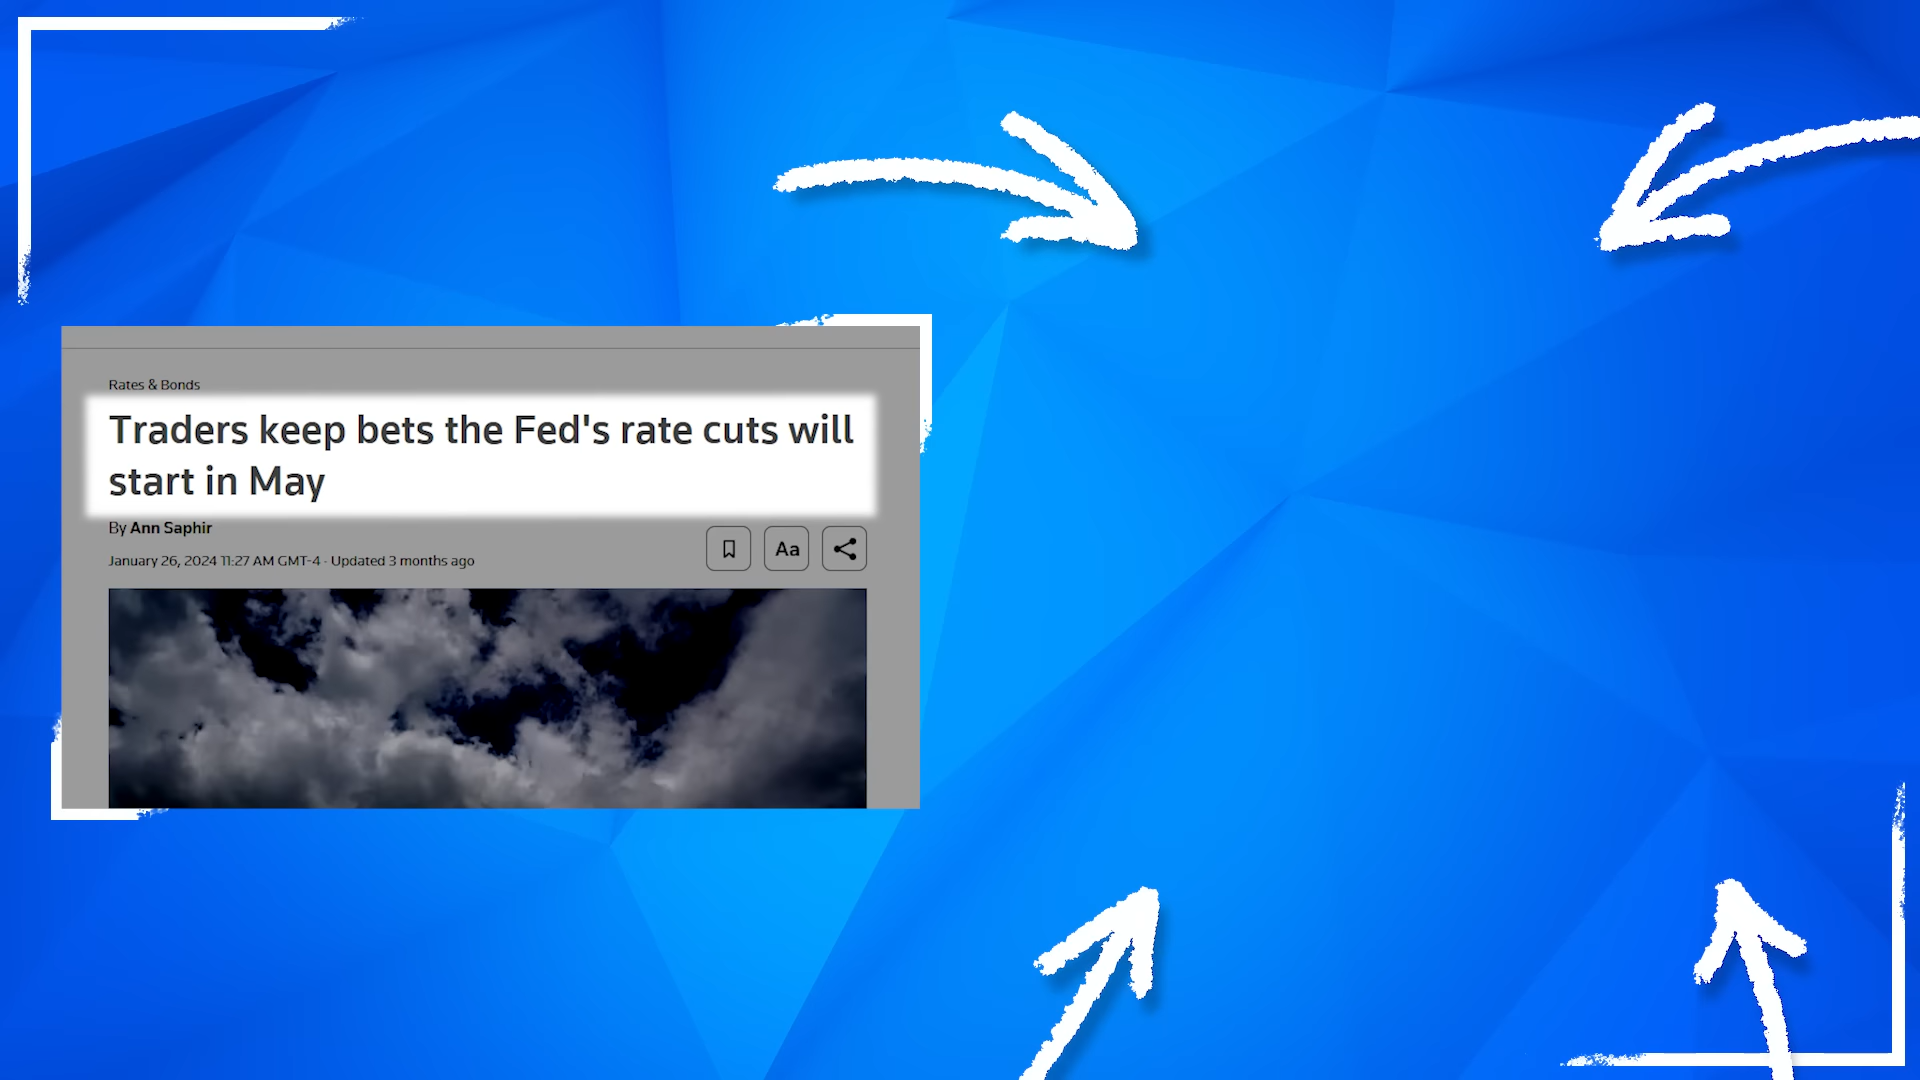 Rates & Bonds
Traders keep bets the Fed's rate cuts will
start in May
By Ann Saphir
January 26, 2024 11:27 AM GMT-4 · Updated 3 months ago
Aa